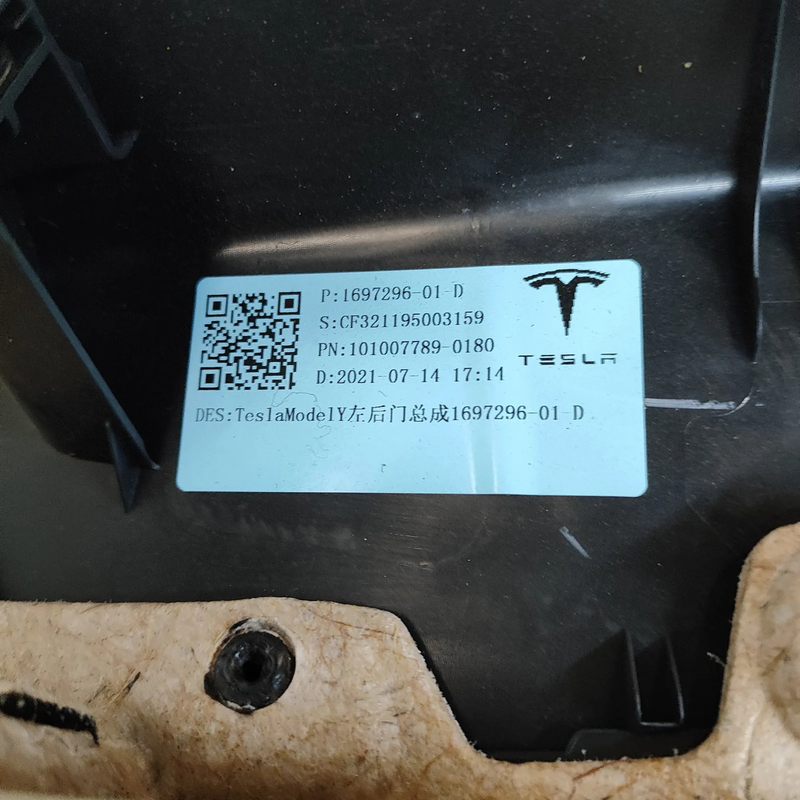 P:1697296-01-D
S:CF321195003159
PN:101007789-0180
D:2021-07-14 17:14
TESLA
DES:TeslaModelY左后门总成1697296-01-D